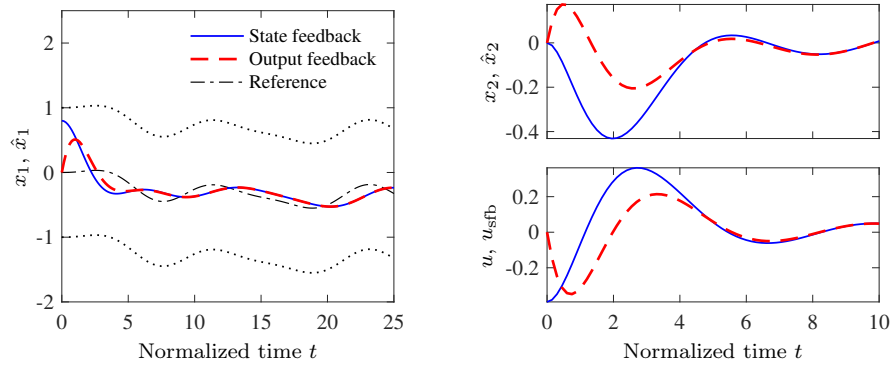 2
1
0
-1
-2
0
5
10
15
20
25
x₁, x̂₁
Normalized time t
State feedback
Output feedback
Reference
0
-0.2
-0.4
x₂, x̂₂
0.2
0
-0.2
u, u_sfb
0
2
4
6
8
10
Normalized time t